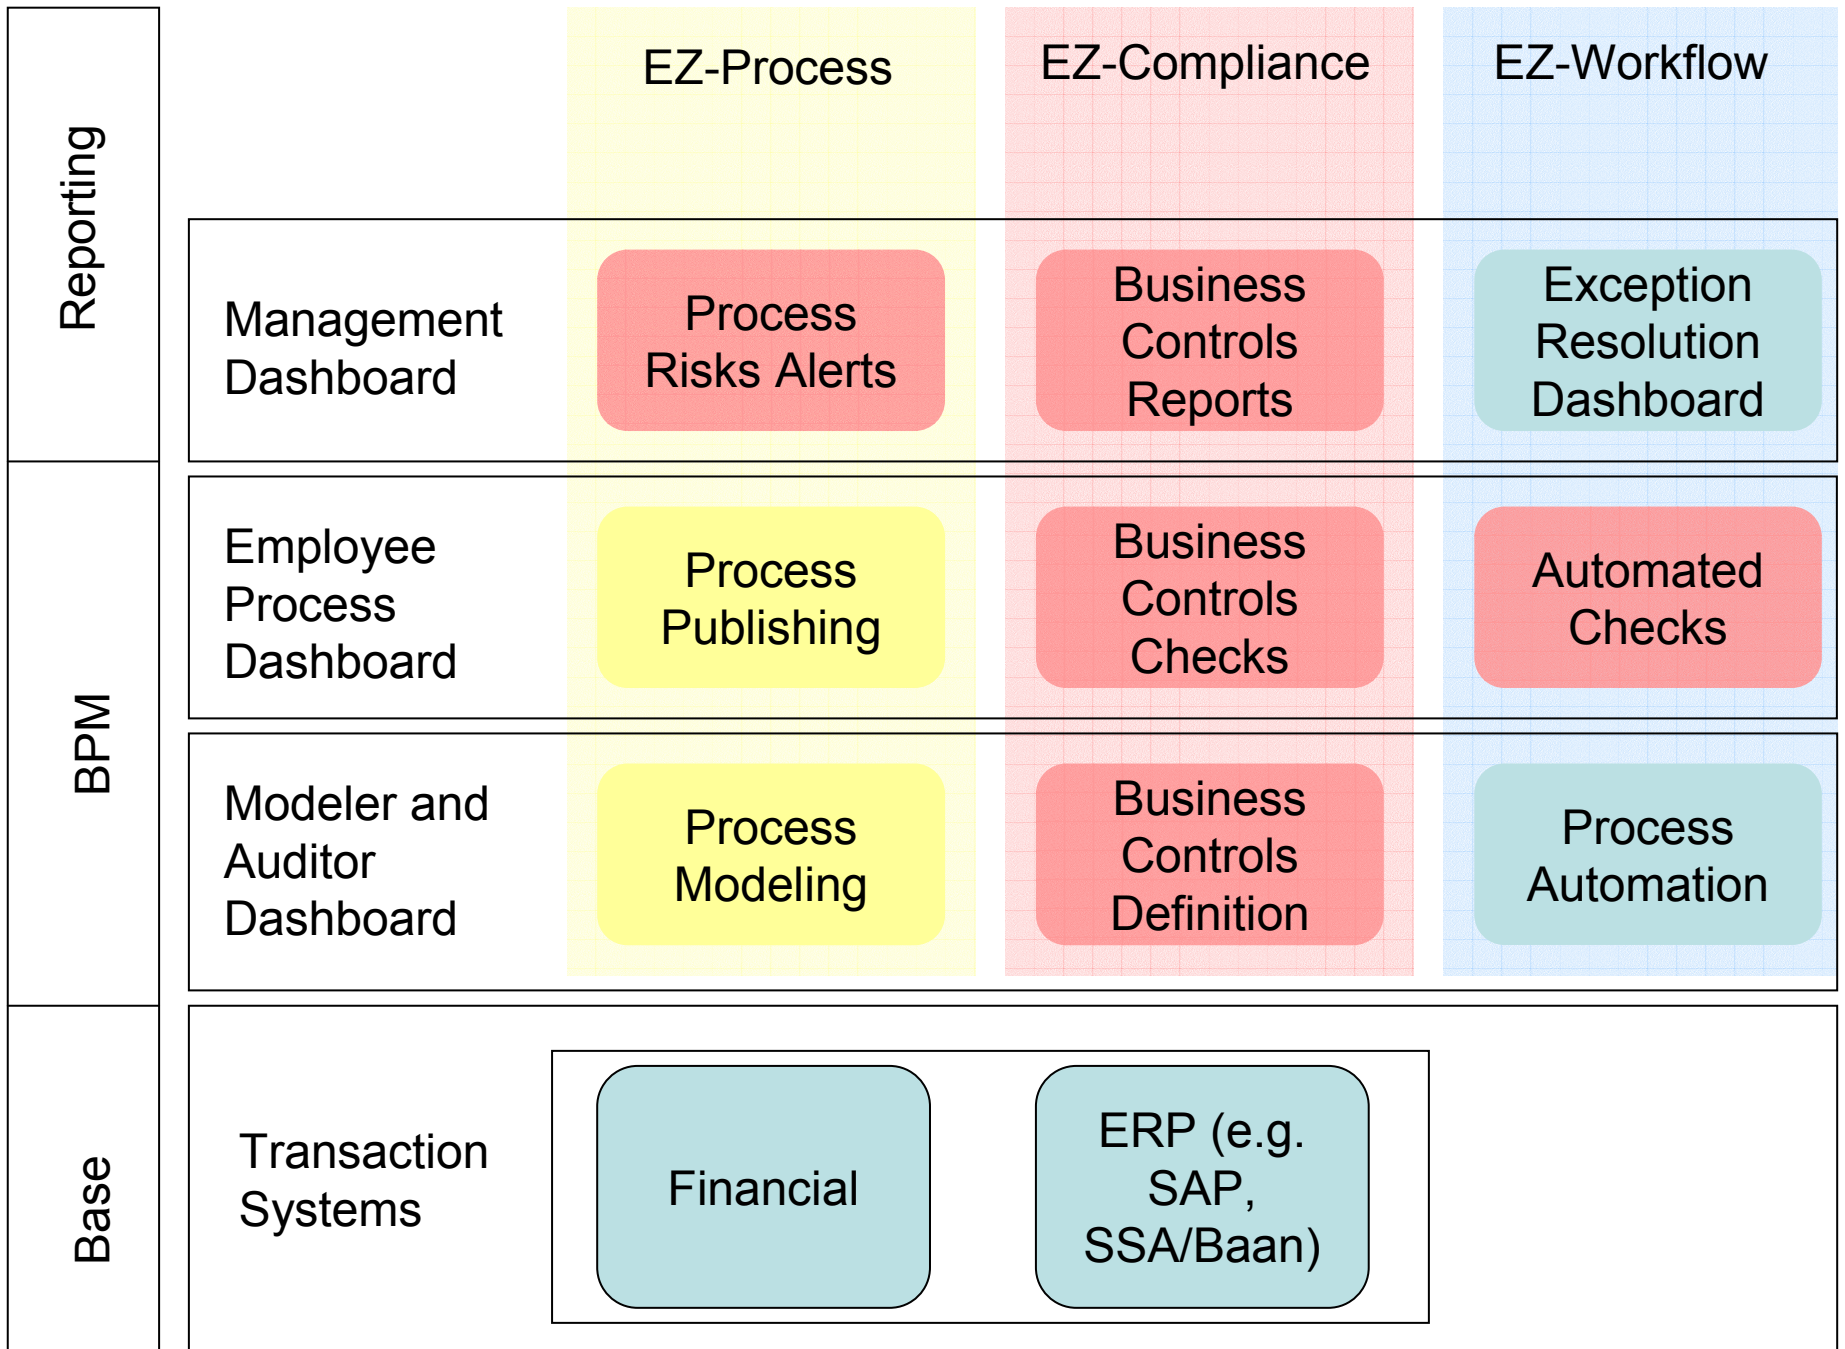 EZ-Process
EZ-Compliance
EZ-Workflow
Reporting
Management
Dashboard
Process
Risks Alerts
Business
Controls
Reports
Exception
Resolution
Dashboard
BPM
Employee
Process
Dashboard
Process
Publishing
Business
Controls
Checks
Automated
Checks
Modeler and
Auditor
Dashboard
Process
Modeling
Business
Controls
Definition
Process
Automation
Base
Transaction
Systems
Financial
ERP (e.g.
SAP,
SSA/Baan)